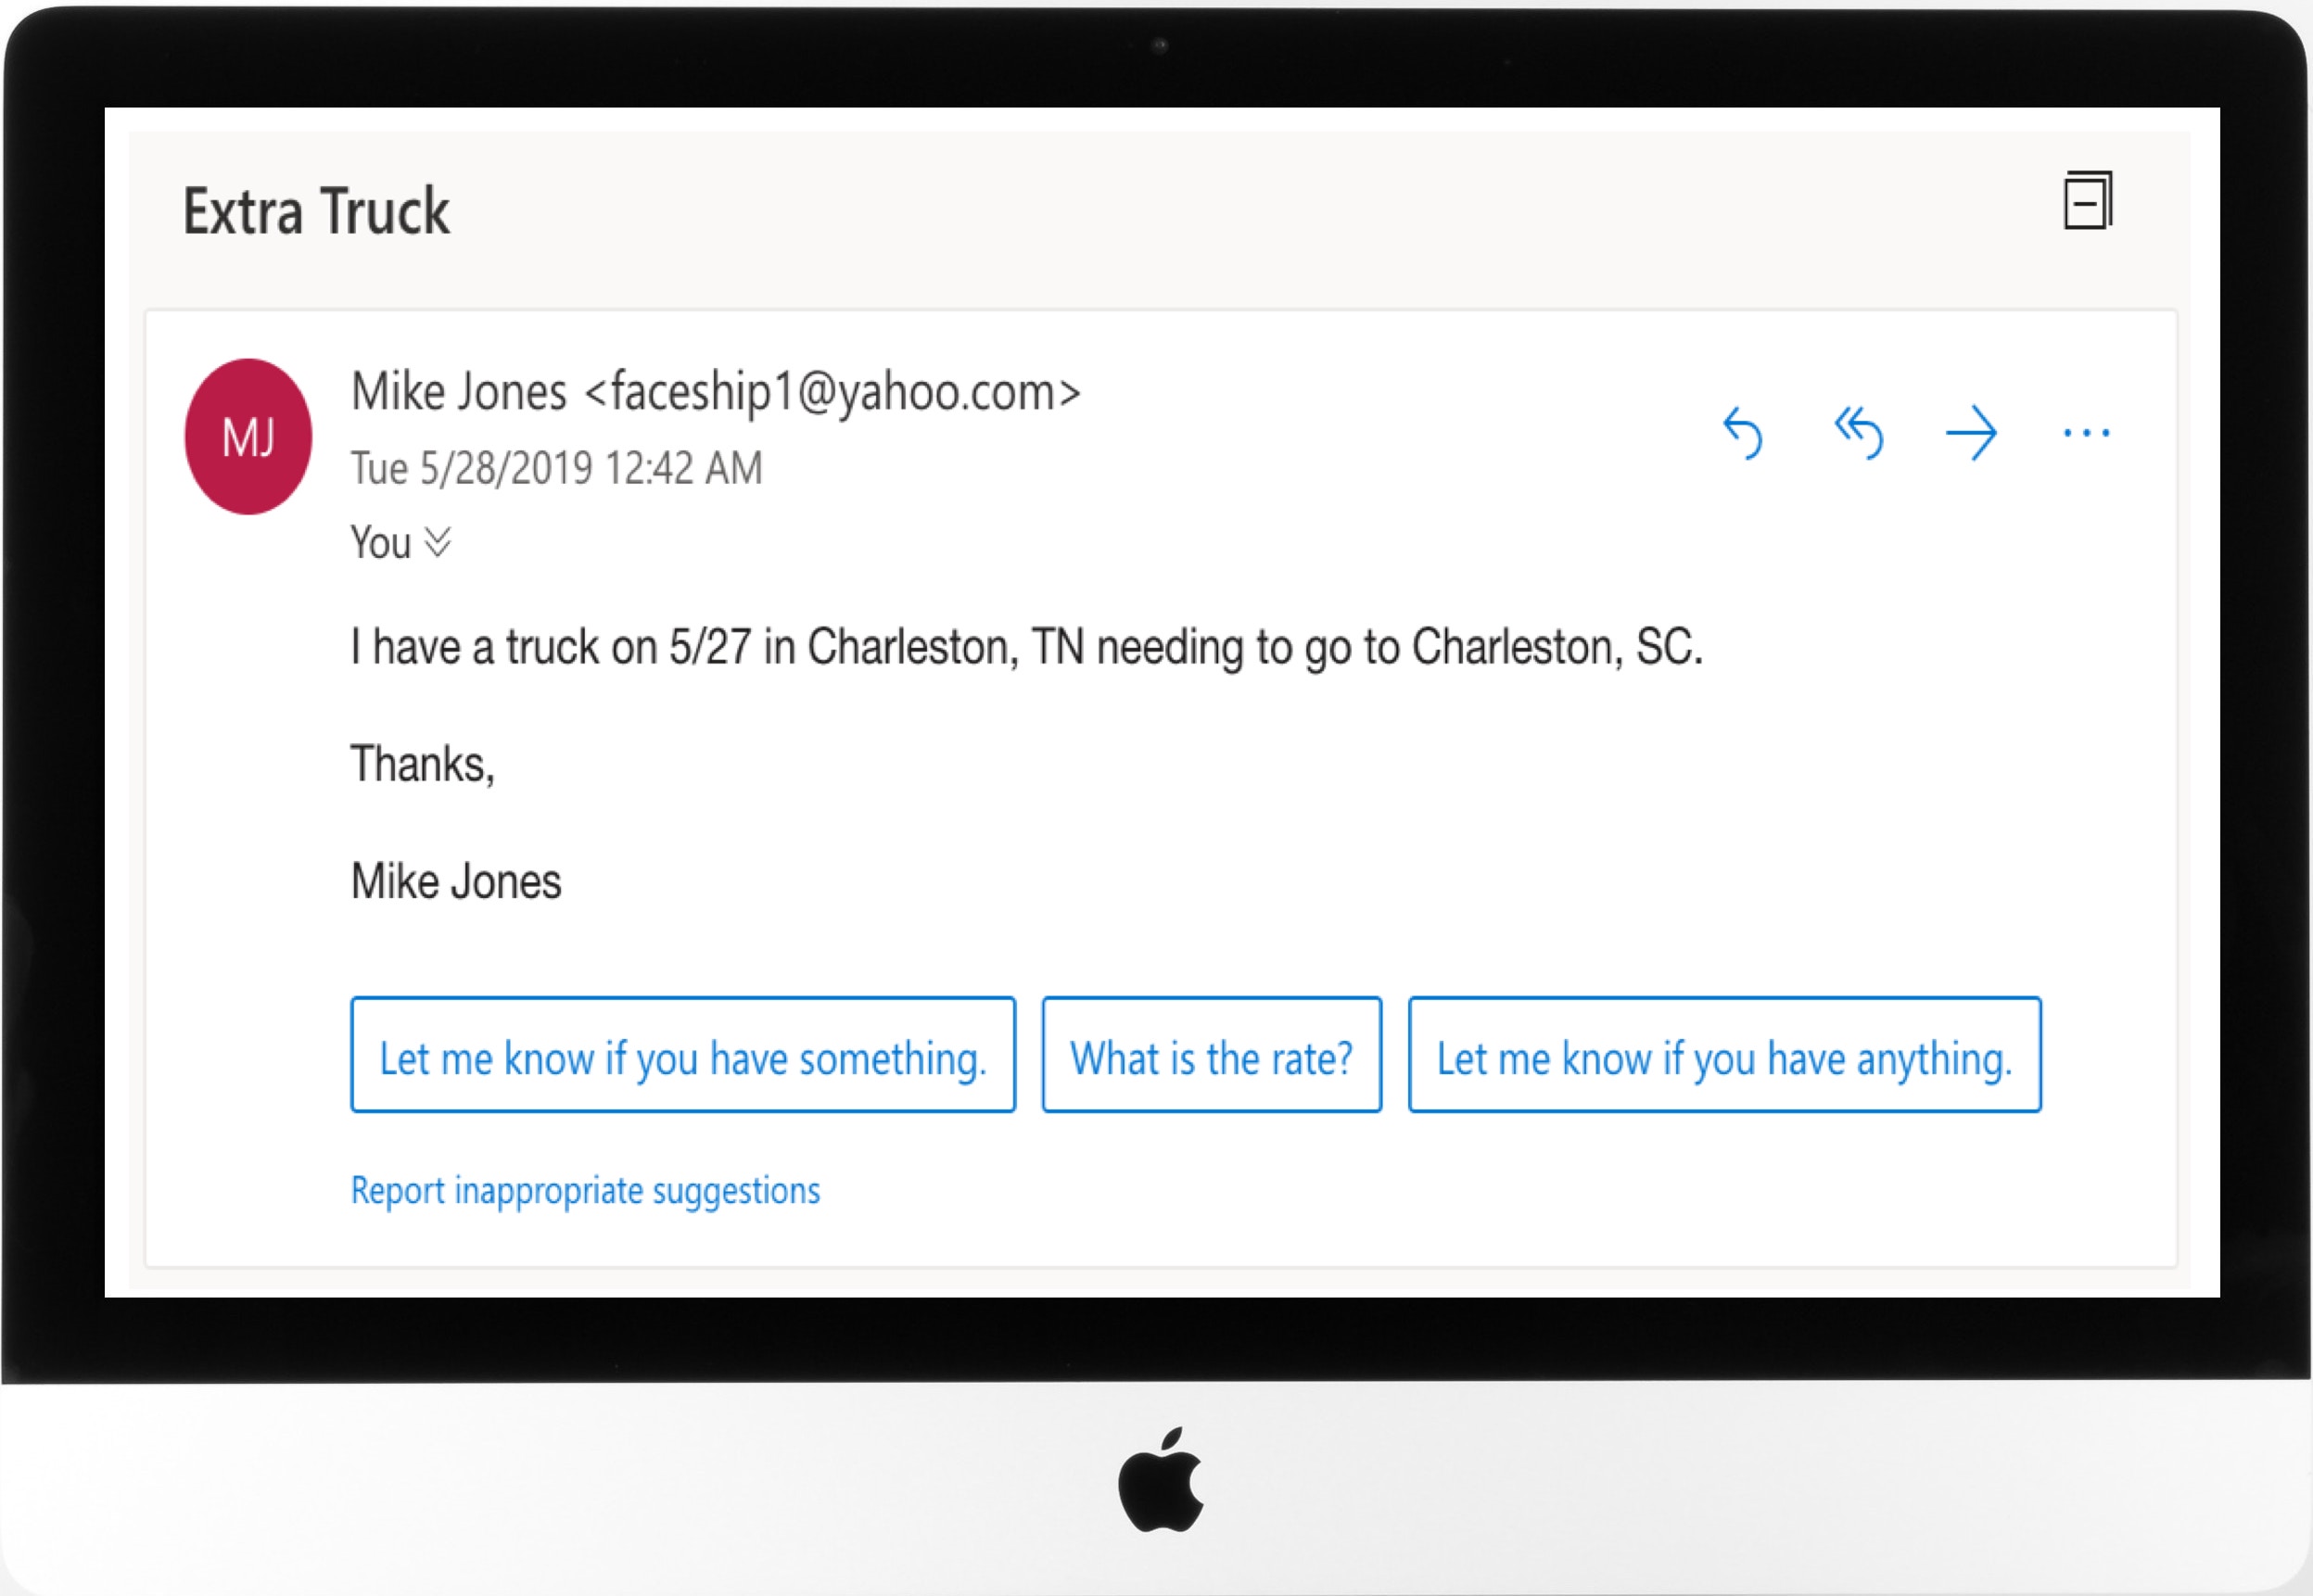 Extra Truck
MJ
Mike Jones <faceship1@yahoo.com>
Tue 5/28/2019 12:42 AM
You
I have a truck on 5/27 in Charleston, TN needing to go to Charleston, SC.
Thanks,
Mike Jones
Let me know if you have something.
What is the rate?
Let me know if you have anything.
Report inappropriate suggestions